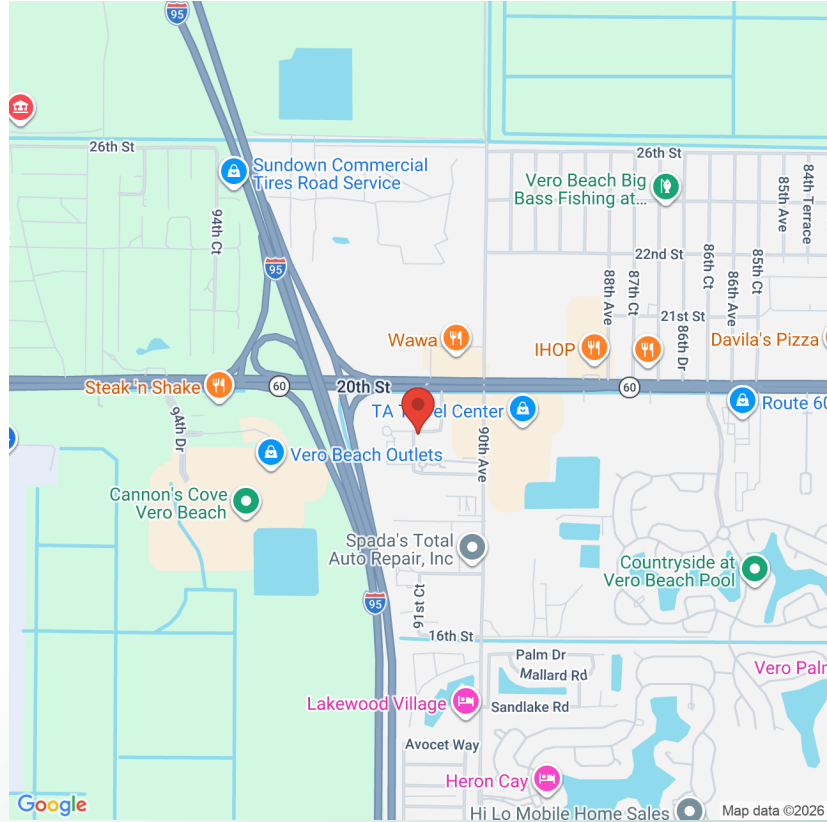 95
26th St
26th St
84th Terrace
85th Ave
Sundown Commercial
Tires Road Service
Vero Beach Big
Bass Fishing at...
94th Ct
22nd St
86th Ct
85th Ct
95
88th Ave
87th Ct
86th Ave
21st St
86th Dr
Wawa
IHOP
Davila's Pizza
Steak 'n Shake
60
20th St
60
TA T
el Center
Route 60
94th Dr
90th Ave
Vero Beach Outlets
Cannon's Cove
Vero Beach
Spada's Total
Auto Repair, Inc
Countryside at
Vero Beach Pool
91st Ct
95
16th St
Palm Dr
Vero Palm
Mallard Rd
Lakewood Village
Sandlake Rd
Avocet Way
Heron Cay
Google
Hi Lo Mobile Home Sales
Map data ©2026